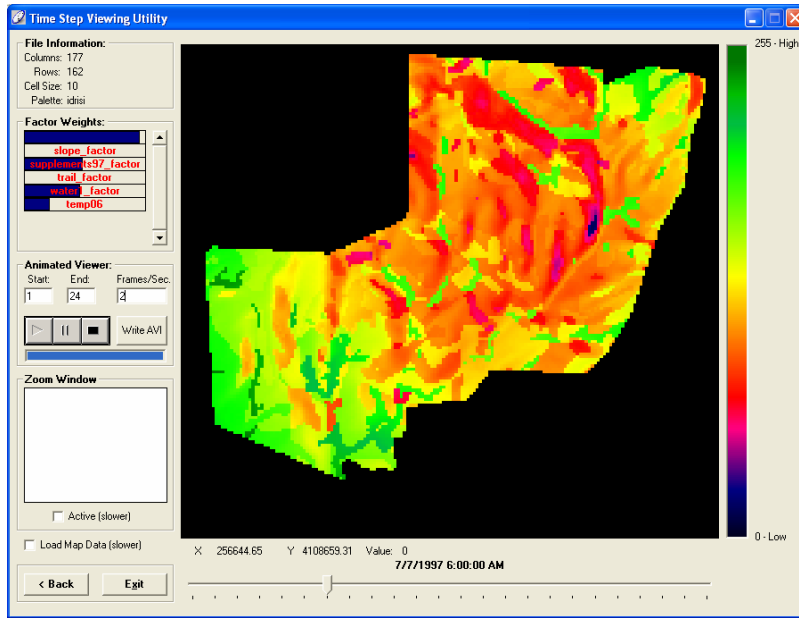 Time Step Viewing Utility
File Information:
Columns: 177
Rows: 162
Cell Size: 10
Palette: idrisi
Factor Weights:
slope_factor
supplements97_factor
trail_factor
water1_factor
temp06
Animated Viewer:
Start: End: Frames/Sec.
1 24 2
Write AVI
Zoom Window
Active (slower)
Load Map Data (slower)
< Back Exit
255 - High
0 - Low
X 256644.65 Y 4108659.31 Value: 0
7/7/1997 6:00:00 AM